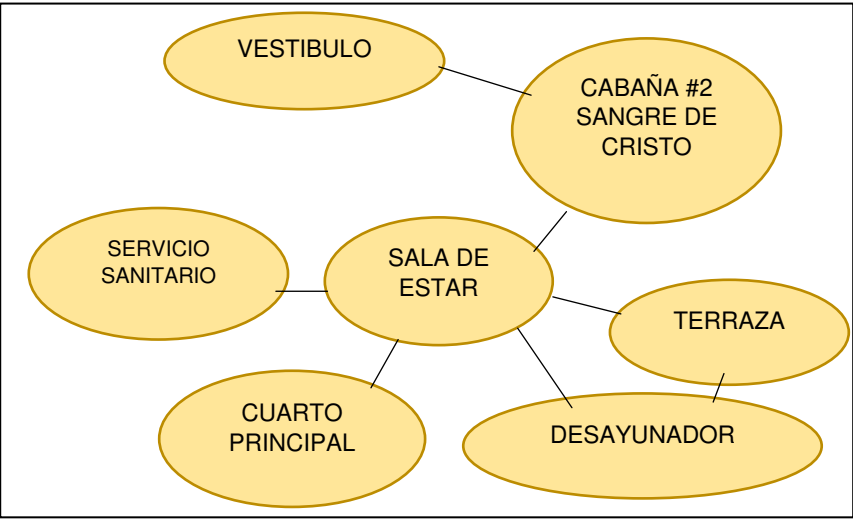 VESTIBULO
CABAÑA #2
SANGRE DE
CRISTO
SERVICIO
SANITARIO
SALA DE
ESTAR
TERRAZA
CUARTO
PRINCIPAL
DESAYUNADOR